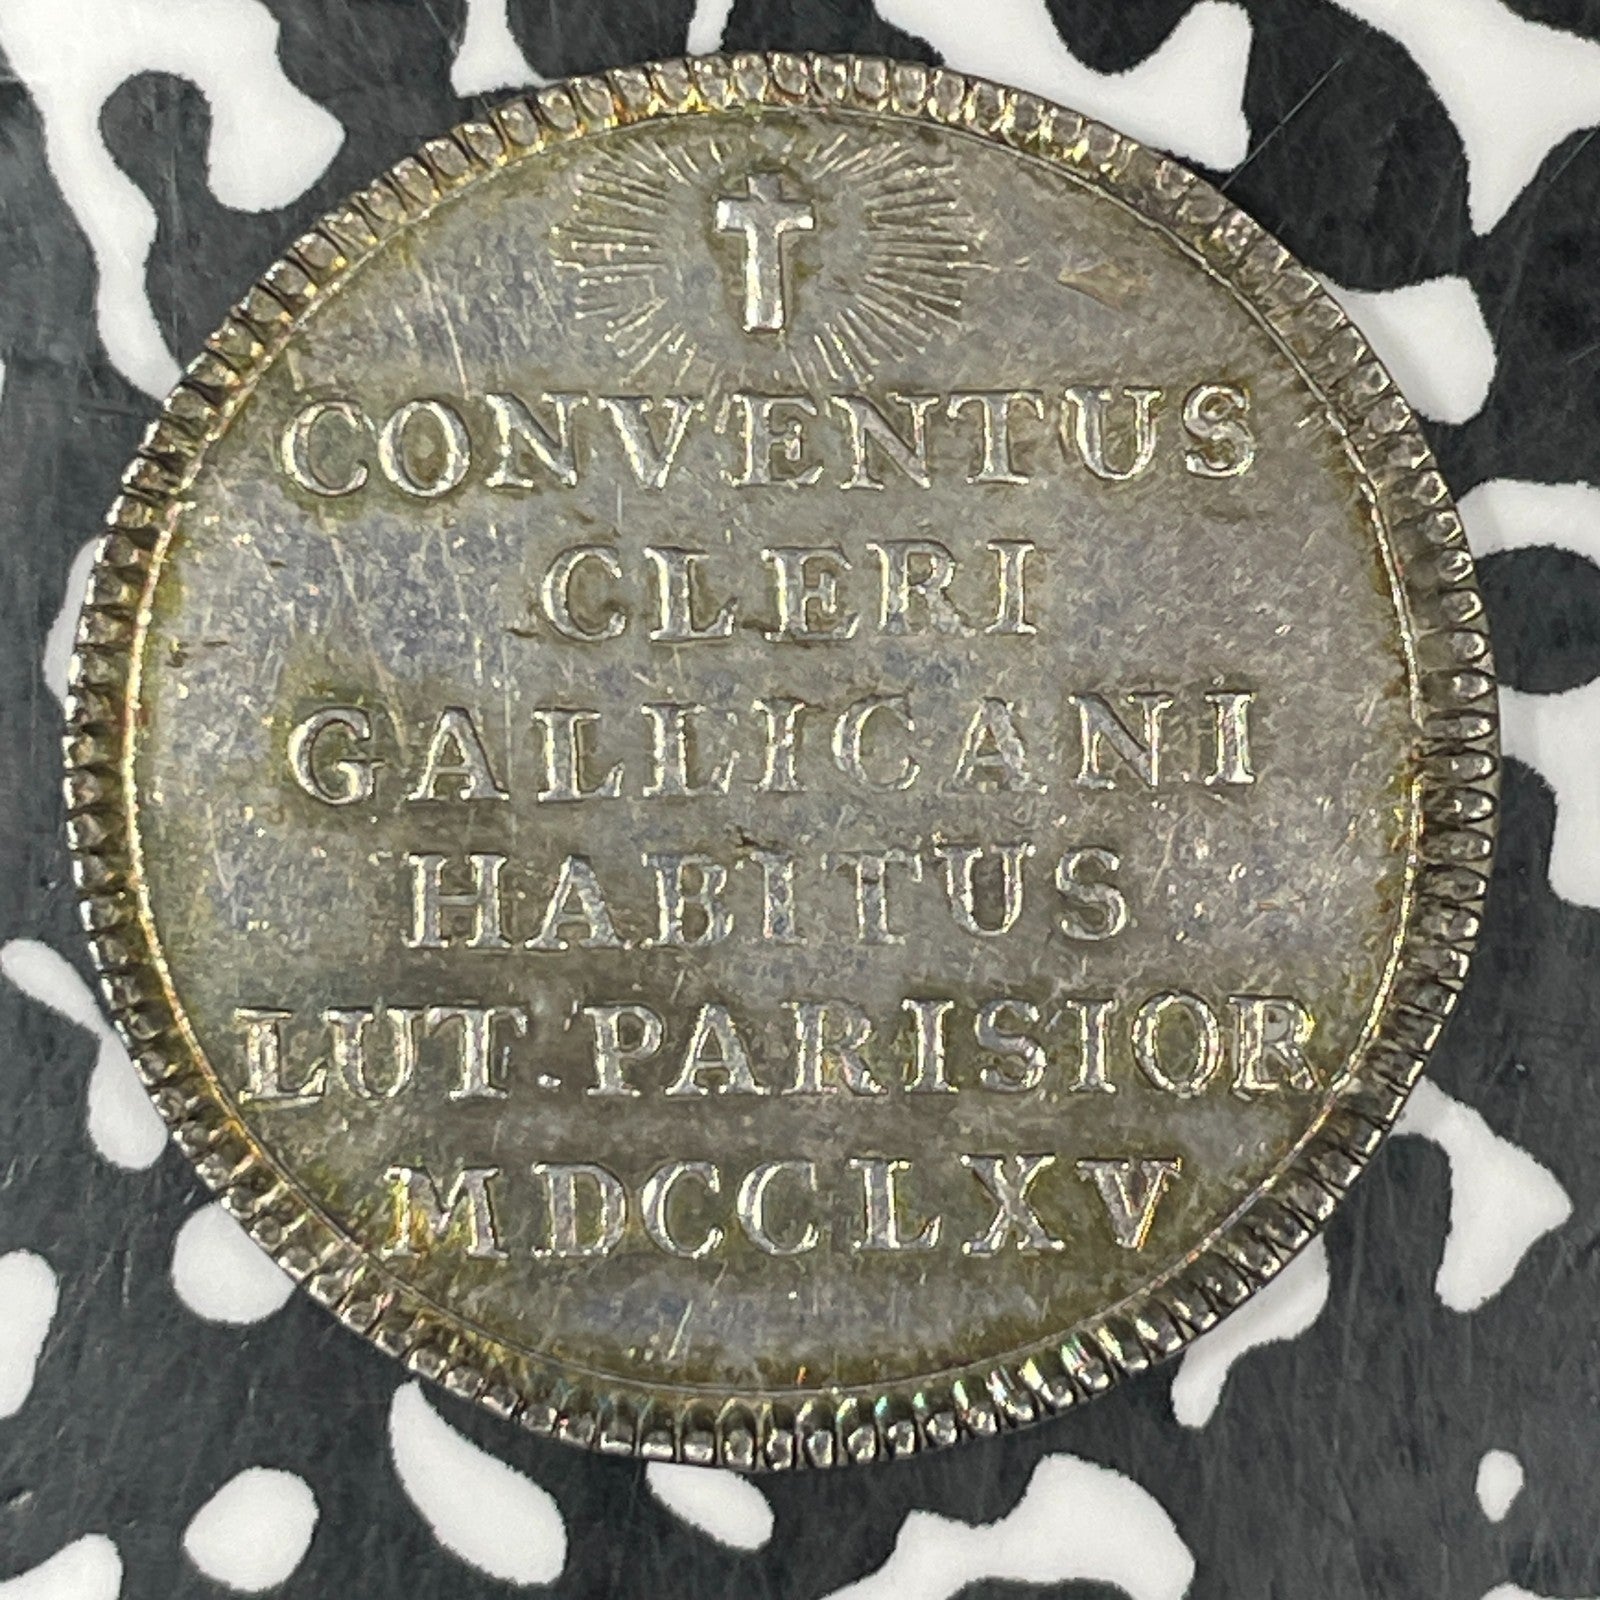 CONVENTUS
CLERI
GALLICANI
HABITUS
LUT. PARISIOR
MDCCLXV